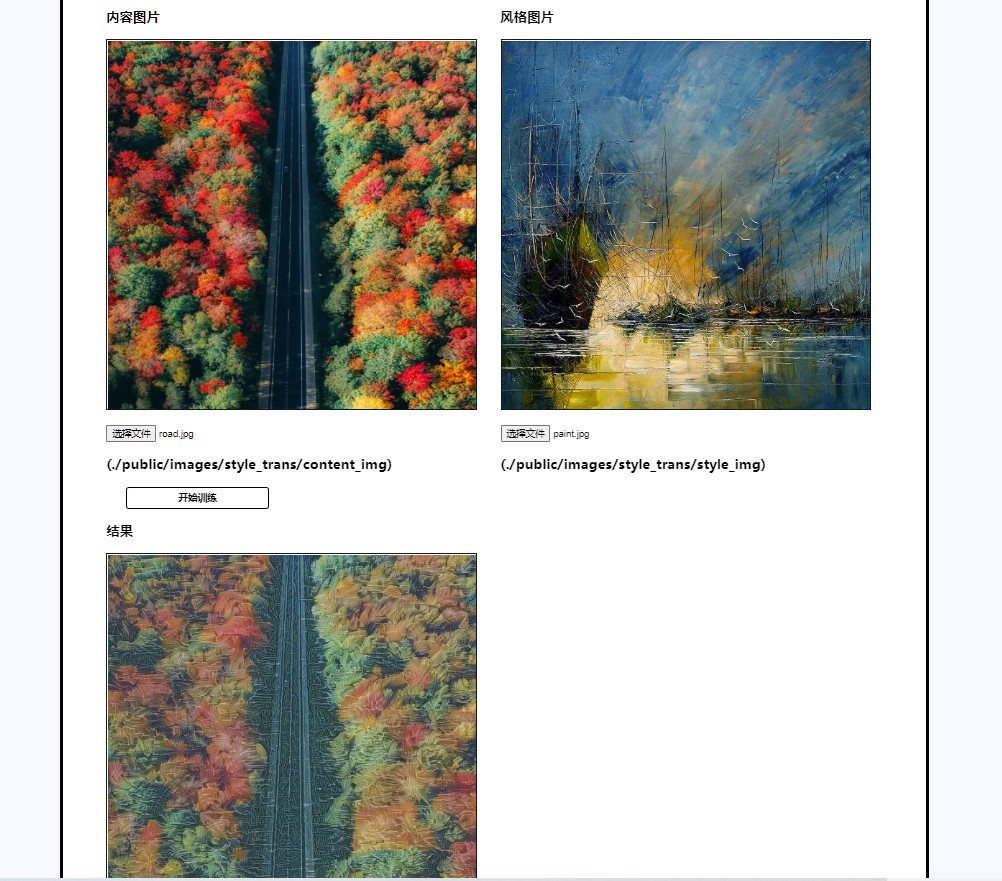 内容图片
风格图片
选择文件 road.jpg
选择文件 paint.jpg
(./public/images/style_trans/content_img)
(./public/images/style_trans/style_img)
开始训练
结果